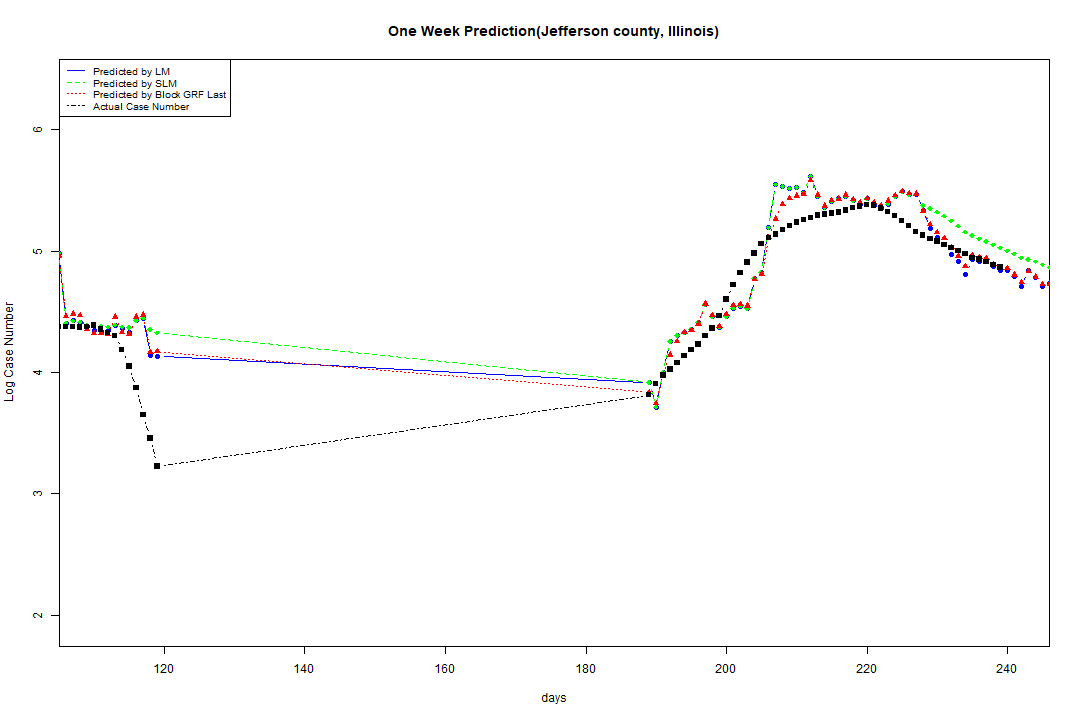 One Week Prediction(Jefferson county, Illinois)
Predicted by LM
Predicted by SLM
Predicted by Block GRF Last
Actual Case Number
6
5
4
3
2
Log Case Number
120 140 160 180 200 220 240
days